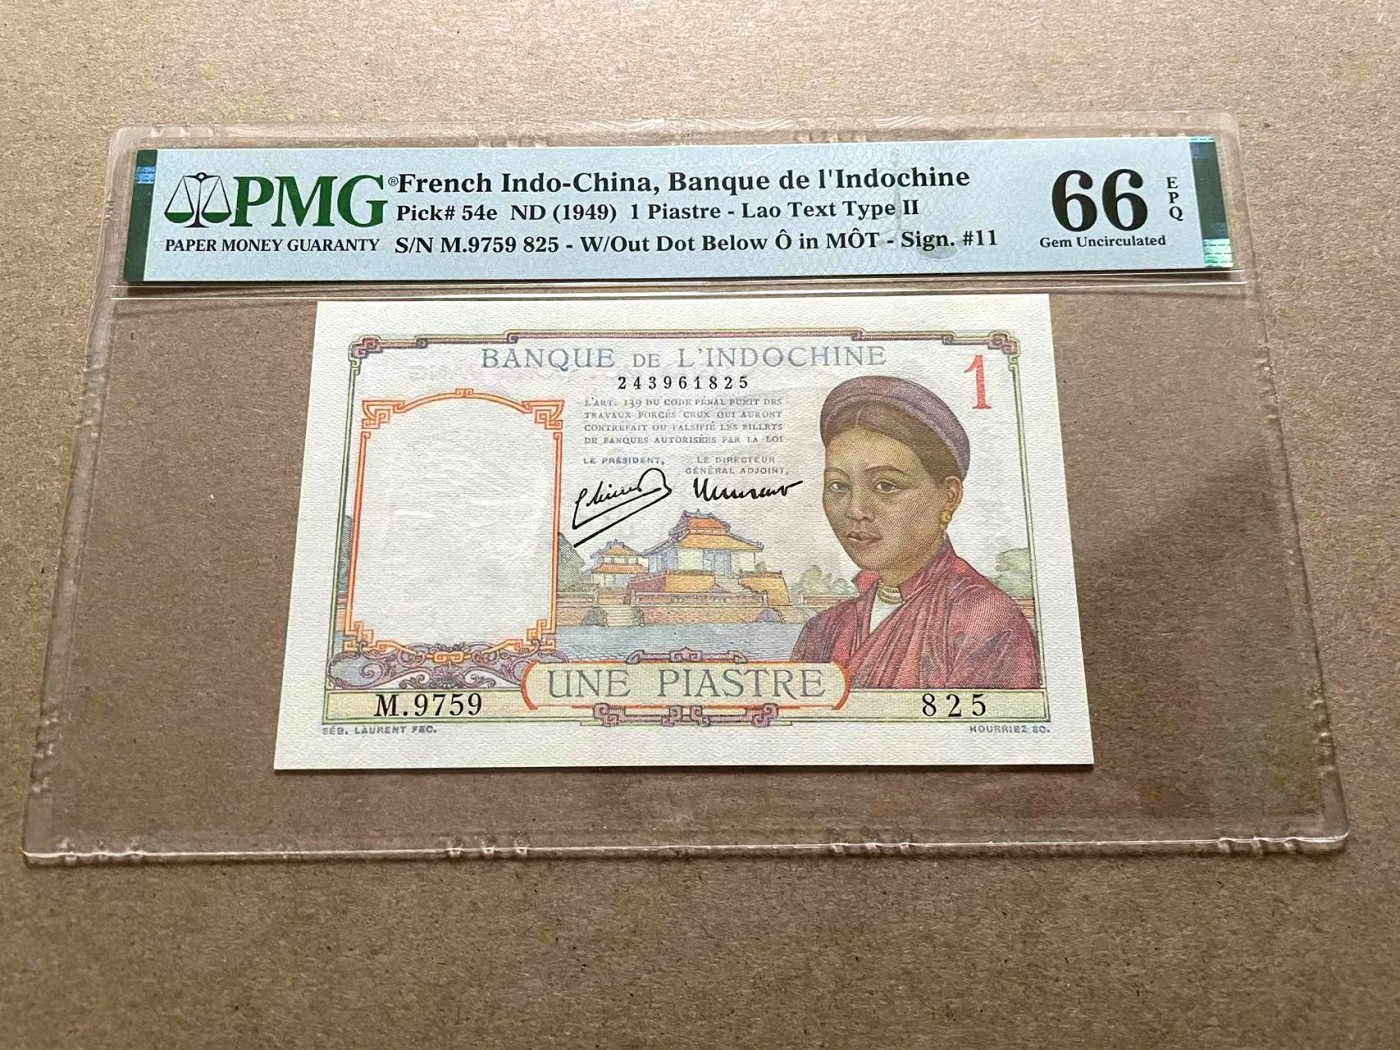 PMG®
PAPER MONEY GUARANTY
French Indo-China, Banque de l'Indochine
Pick# 54e ND (1949) 1 Piastre - Lao Text Type II
S/N M.9759 825 - W/Out Dot Below Ô in MÔT - Sign. #11
66
EPQ
Gem Uncirculated
BANQUE DE L'INDOCHINE
1
243961825
L'ART. 139 DU CODE PÉNAL PUNIT DES
TRAVAUX FORCÉS CEUX QUI AURONT
CONTREFAIT OU FALSIFIÉ LES BILLETS
DE BANQUES AUTORISÉES PAR LA LOI
LE PRÉSIDENT,
LE DIRECTEUR
GÉNÉRAL ADJOINT,
UNE PIASTRE
M.9759
825
SÉB. LAURENT FEC.
HOURRIEZ SC.